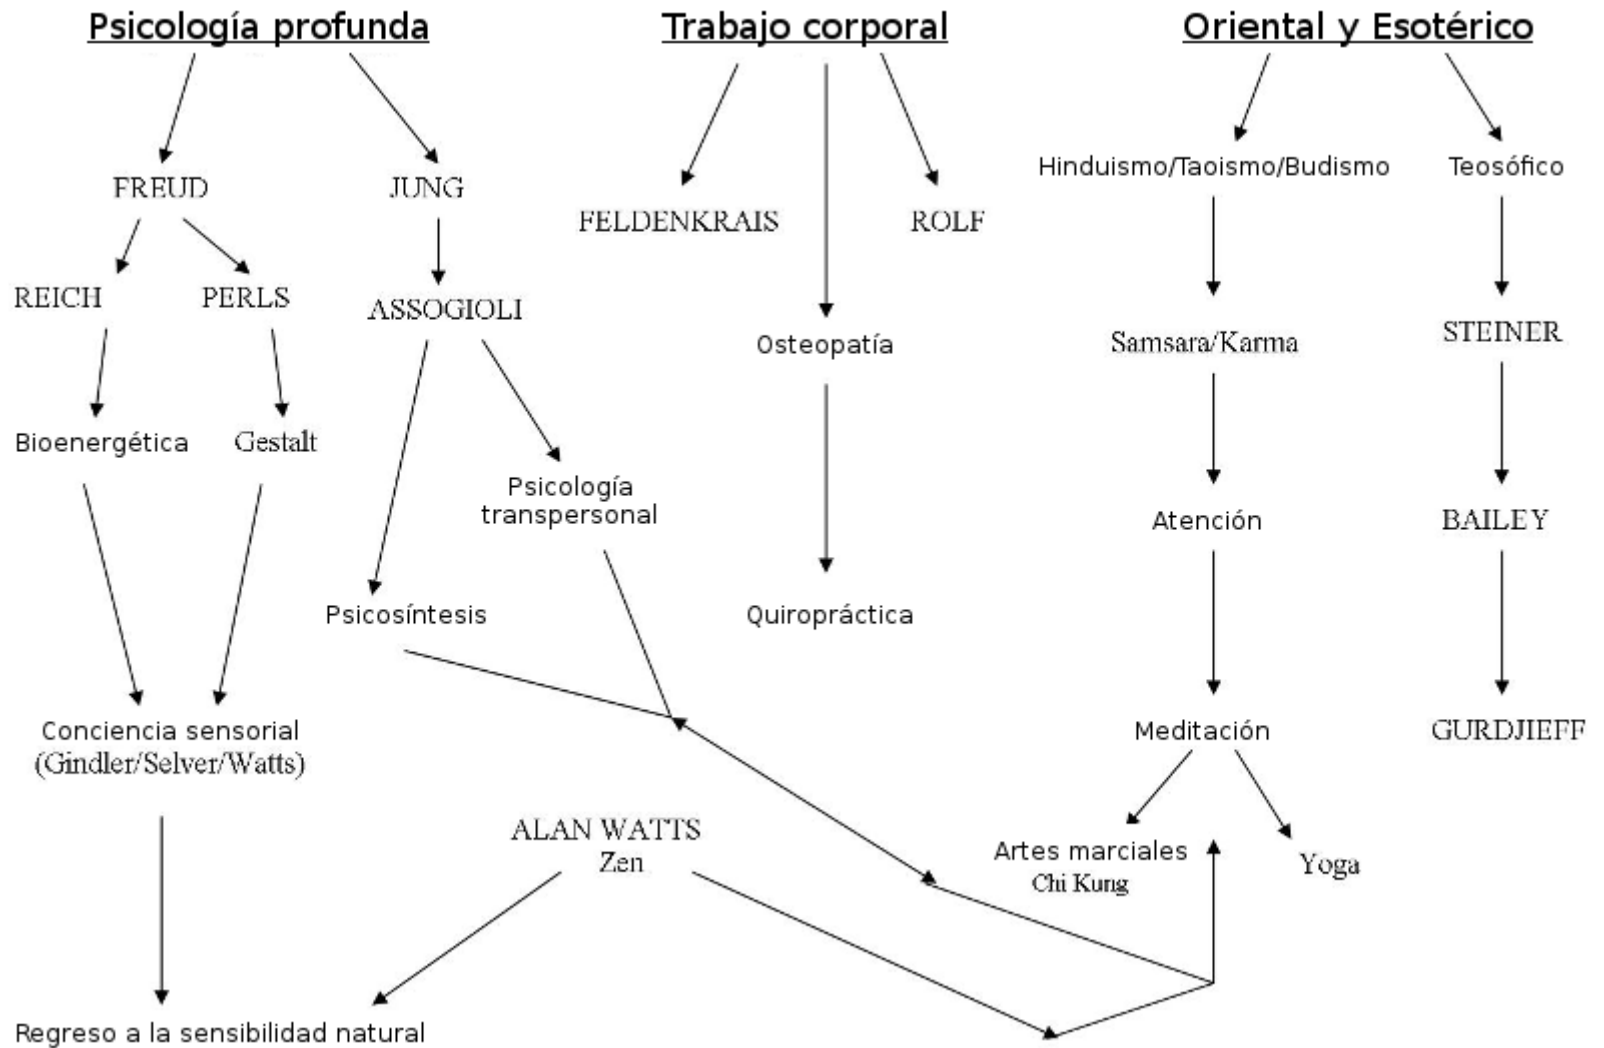 Psicología profunda
Trabajo corporal
Oriental y Esotérico
FREUD
JUNG
FELDENKRAIS
ROLF
Hinduismo/Taoismo/Budismo
Teosófico
REICH
PERLS
ASSOGIOLI
Osteopatía
Samsara/Karma
STEINER
Bioenergética
Gestalt
Psicología
transpersonal
Atención
BAILEY
Psicosíntesis
Quiropráctica
Conciencia sensorial
(Gindler/Selver/Watts)
Meditación
GURDJIEFF
ALAN WATTS
Zen
Artes marciales
Chi Kung
Yoga
Regreso a la sensibilidad natural